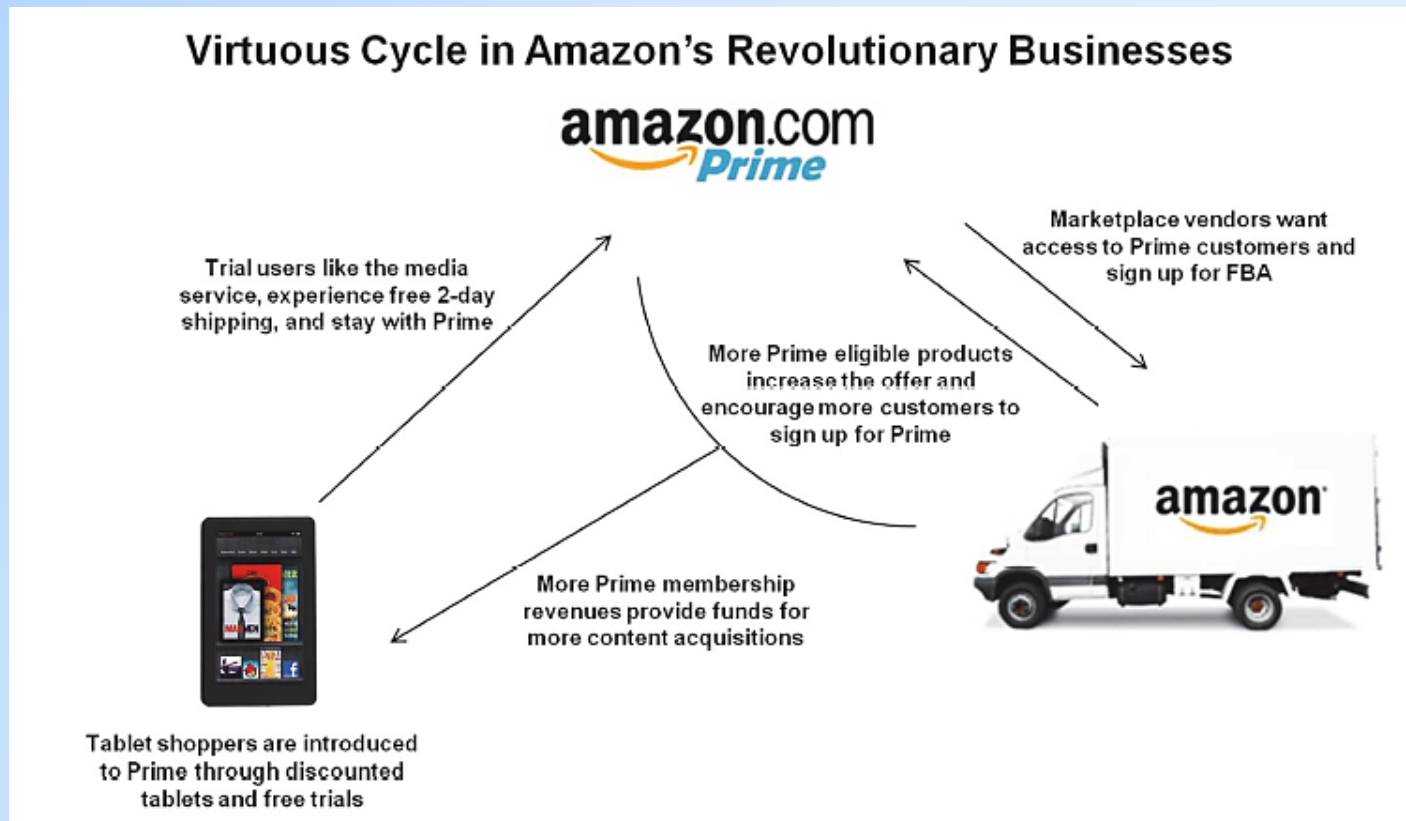 Virtuous Cycle in Amazon's Revolutionary Businesses
amazon.com
Prime
Marketplace vendors want
access to Prime customers and
sign up for FBA
Trial users like the media
service, experience free 2-day
shipping, and stay with Prime
More Prime eligible products
increase the offer and
encourage more customers to
sign up for Prime
amazon
More Prime membership
revenues provide funds for
more content acquisitions
MAD MEN
f
Tablet shoppers are introduced
to Prime through discounted
tablets and free trials